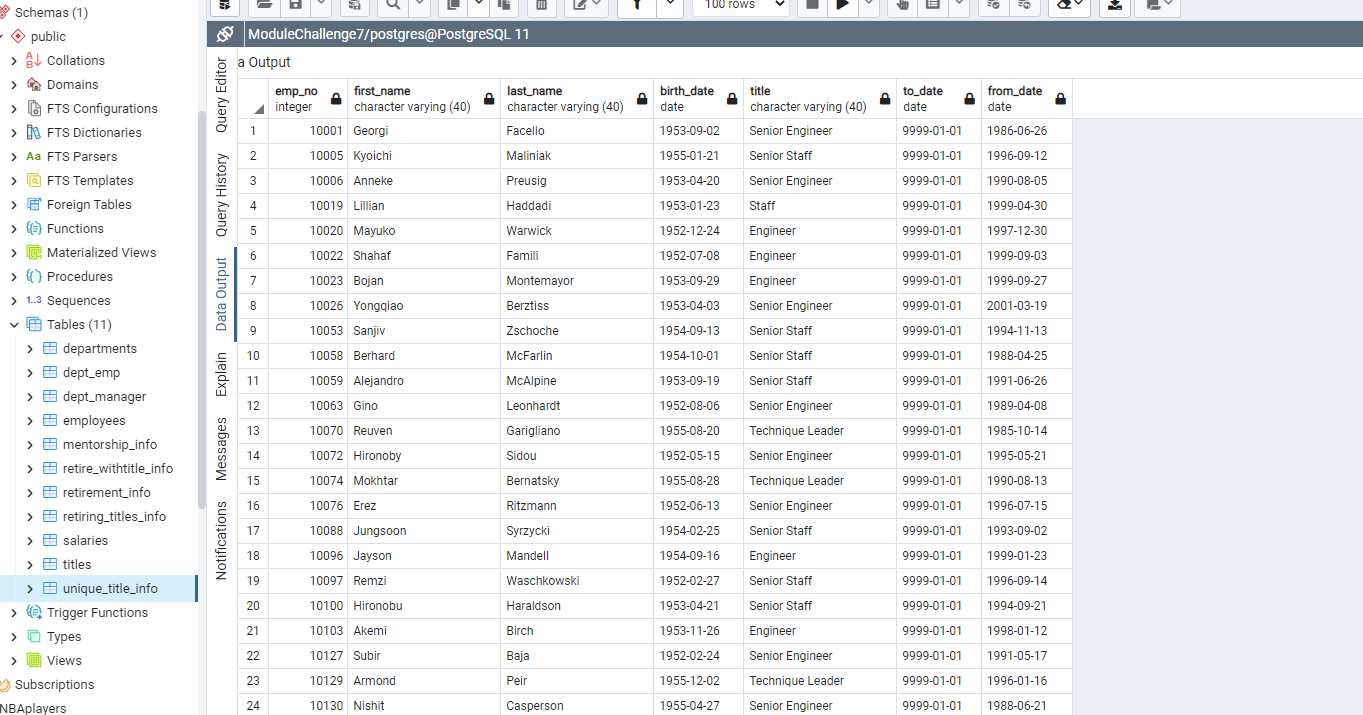 Schemas (1)
public
Collations
Domains
FTS Configurations
FTS Dictionaries
Aa FTS Parsers
FTS Templates
Foreign Tables
Functions
Materialized Views
Procedures
1..3 Sequences
Tables (11)
departments
dept_emp
dept_manager
employees
mentorship_info
retire_withtitle_info
retirement_info
retiring_titles_info
salaries
titles
unique_title_info
Trigger Functions
Types
Views
Subscriptions
NBAplayers
100 rows
ModuleChallenge7/postgres@PostgreSQL 11
Query Editor
Query History
Data Output
Explain
Messages
Notifications
a Output
emp_no first_name last_name birth_date title to_date from_date
integer character varying (40) character varying (40) date character varying (40) date date
1 10001 Georgi Facello 1953-09-02 Senior Engineer 9999-01-01 1986-06-26
2 10005 Kyoichi Maliniak 1955-01-21 Senior Staff 9999-01-01 1996-09-12
3 10006 Anneke Preusig 1953-04-20 Senior Engineer 9999-01-01 1990-08-05
4 10019 Lillian Haddadi 1953-01-23 Staff 9999-01-01 1999-04-30
5 10020 Mayuko Warwick 1952-12-24 Engineer 9999-01-01 1997-12-30
6 10022 Shahaf Famili 1952-07-08 Engineer 9999-01-01 1999-09-03
7 10023 Bojan Montemayor 1953-09-29 Engineer 9999-01-01 1999-09-27
8 10026 Yongqiao Berztiss 1953-04-03 Senior Engineer 9999-01-01 2001-03-19
9 10053 Sanjiv Zschoche 1954-09-13 Senior Staff 9999-01-01 1994-11-13
10 10058 Berhard McFarlin 1954-10-01 Senior Staff 9999-01-01 1988-04-25
11 10059 Alejandro McAlpine 1953-09-19 Senior Staff 9999-01-01 1991-06-26
12 10063 Gino Leonhardt 1952-08-06 Senior Engineer 9999-01-01 1989-04-08
13 10070 Reuven Garigliano 1955-08-20 Technique Leader 9999-01-01 1985-10-14
14 10072 Hironoby Sidou 1952-05-15 Senior Engineer 9999-01-01 1995-05-21
15 10074 Mokhtar Bernatsky 1955-08-28 Technique Leader 9999-01-01 1990-08-13
16 10076 Erez Ritzmann 1952-06-13 Senior Engineer 9999-01-01 1996-07-15
17 10088 Jungsoon Syrzycki 1954-02-25 Senior Staff 9999-01-01 1993-09-02
18 10096 Jayson Mandell 1954-09-16 Engineer 9999-01-01 1999-01-23
19 10097 Remzi Waschkowski 1952-02-27 Senior Staff 9999-01-01 1996-09-14
20 10100 Hironobu Haraldson 1953-04-21 Senior Staff 9999-01-01 1994-09-21
21 10103 Akemi Birch 1953-11-26 Engineer 9999-01-01 1998-01-12
22 10127 Subir Baja 1952-02-24 Senior Engineer 9999-01-01 1991-05-17
23 10129 Armond Peir 1955-12-02 Technique Leader 9999-01-01 1996-01-16
24 10130 Nishit Casperson 1955-04-27 Senior Engineer 9999-01-01 1988-06-21